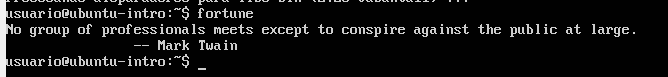 usuario@ubuntu-intro:~$ fortune
No group of professionals meets except to conspire against the public at large.
-- Mark Twain
usuario@ubuntu-intro:~$ _